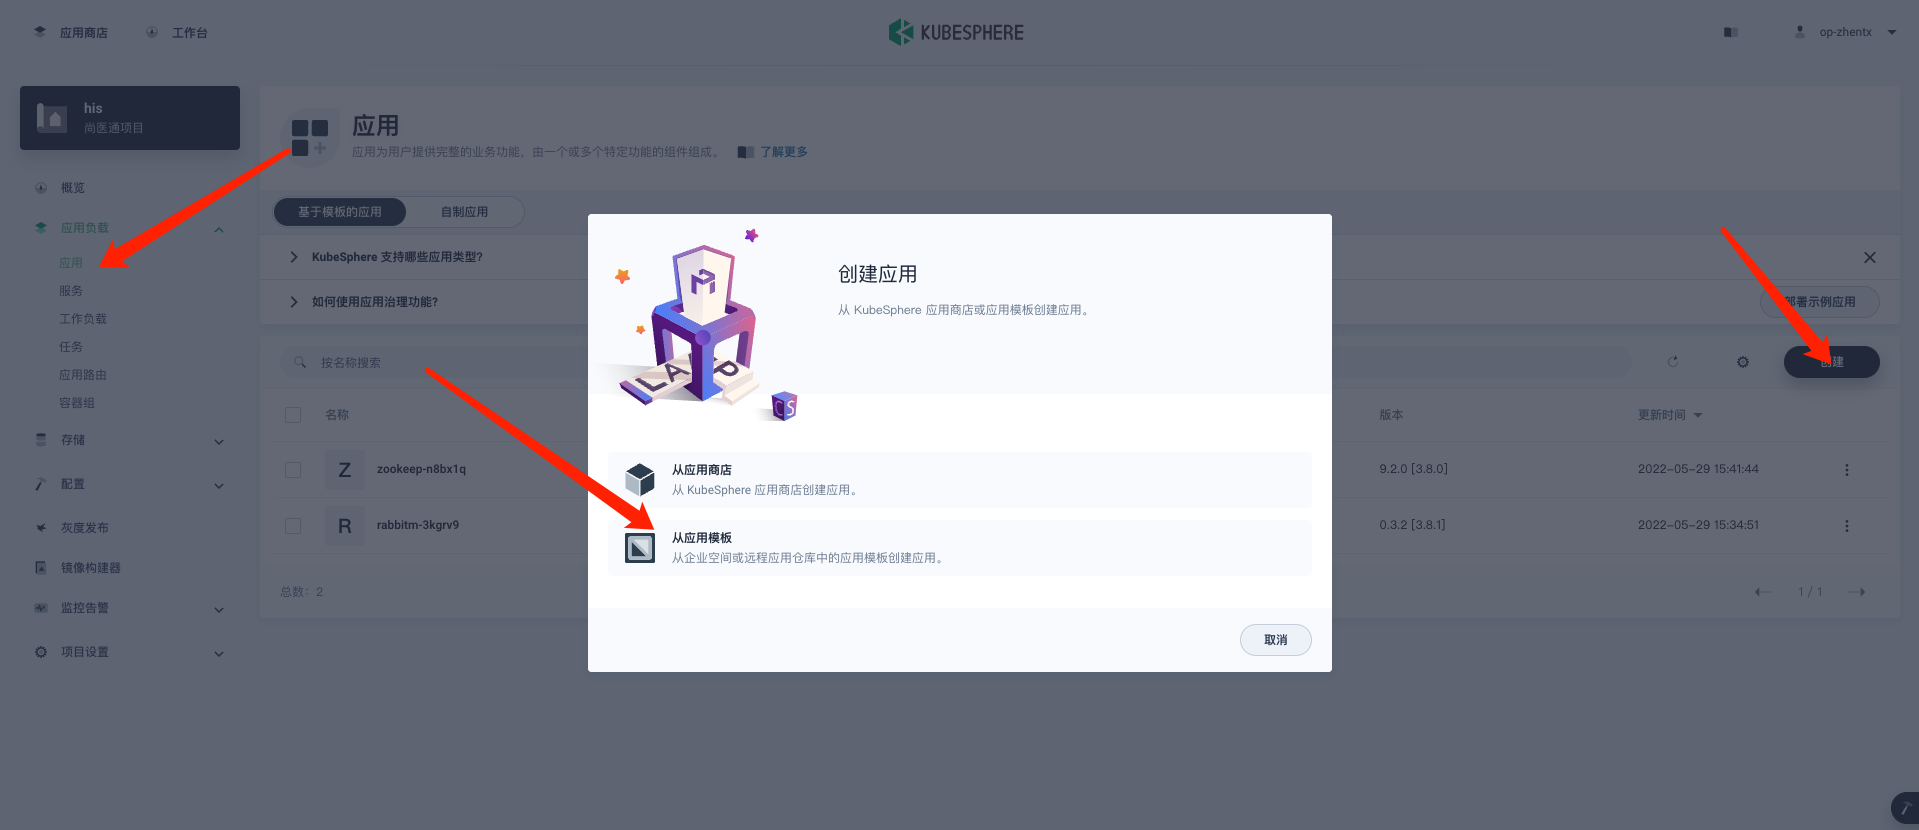 应用商店
工作台
KUBESPHERE
op-zhentx
his
尚医通项目
概览
应用负载
应用
服务
工作负载
任务
应用路由
容器组
存储
配置
灰度发布
镜像构建器
监控告警
项目设置
应用
应用为用户提供完整的业务功能，由一个或多个特定功能的组件组成。
了解更多
基于模板的应用
自制应用
KubeSphere 支持哪些应用类型?
如何使用应用治理功能?
部署示例应用
按名称搜索
创建
名称
版本
更新时间
Z
zookeep-n8bx1q
9.2.0 [3.8.0]
2022-05-29 15:41:44
R
rabbitm-3kgrv9
0.3.2 [3.8.1]
2022-05-29 15:34:51
总数: 2
1 / 1
创建应用
从 KubeSphere 应用商店或应用模板创建应用。
CS
从应用商店
从 KubeSphere 应用商店创建应用。
从应用模板
从企业空间或远程应用仓库中的应用模板创建应用。
取消